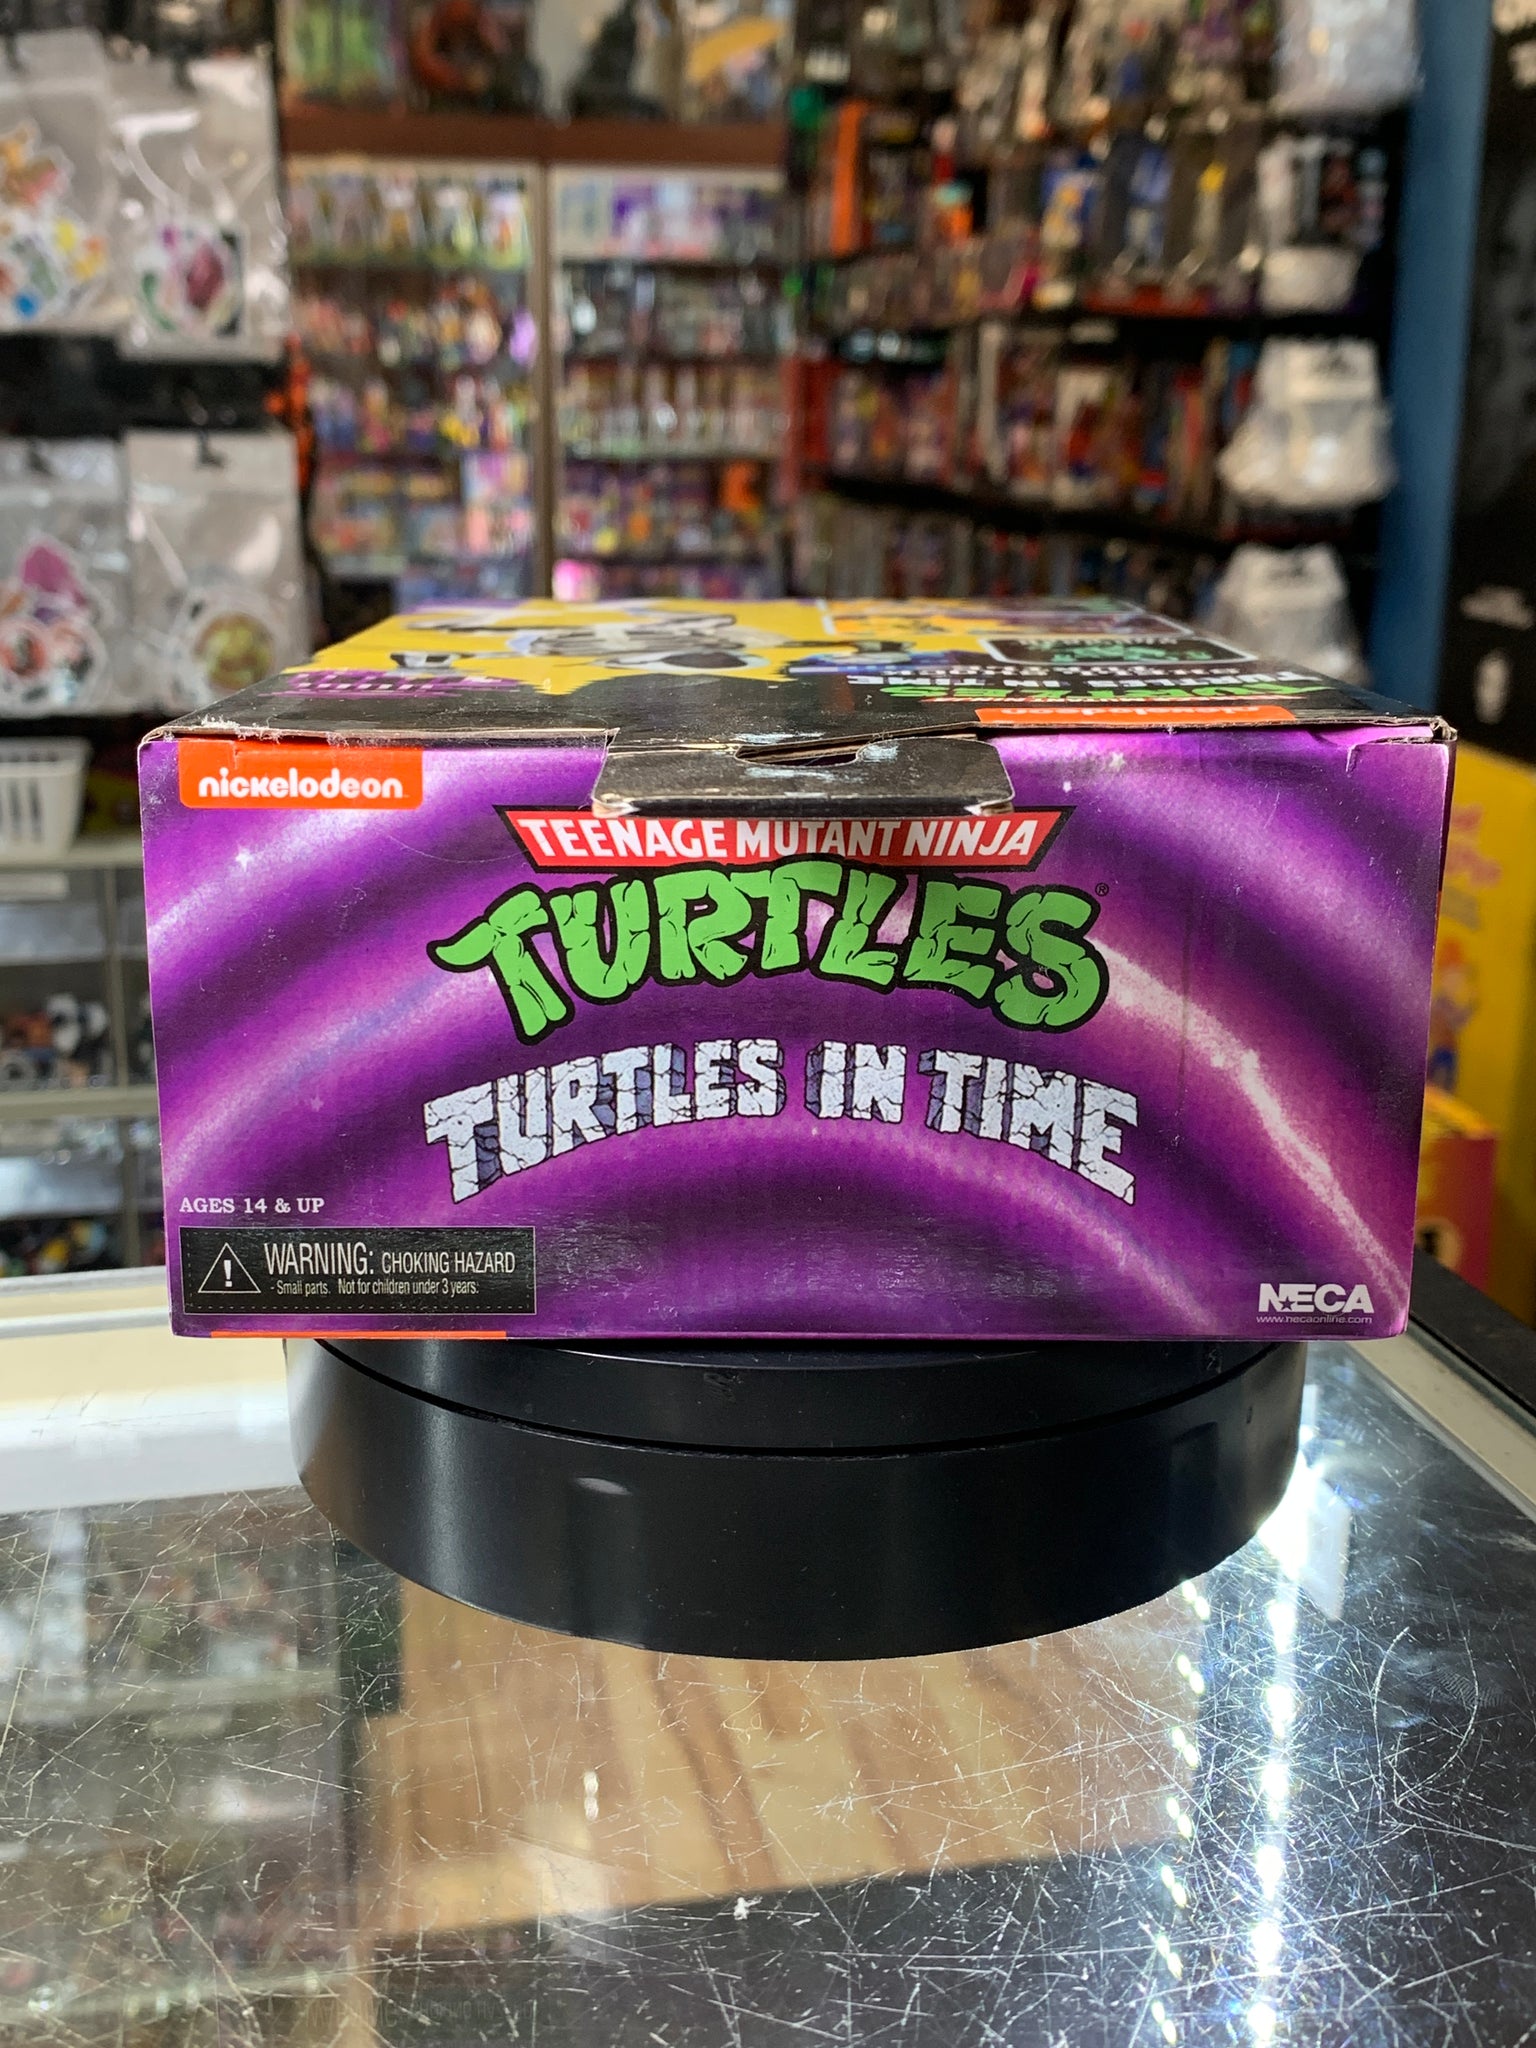 nickelodeon
TEENAGE MUTANT NINJA
TURTLES®
TURTLES IN TIME
AGES 14 & UP
WARNING: CHOKING HAZARD
- Small parts. Not for children under 3 years.
NECA
www.necaonline.com